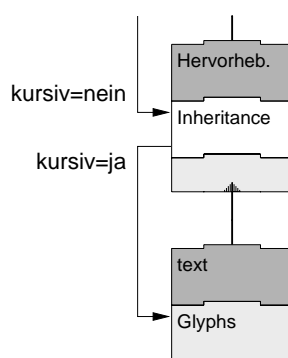 Hervorheb.
kursiv=nein
Inheritance
kursiv=ja
text
Glyphs